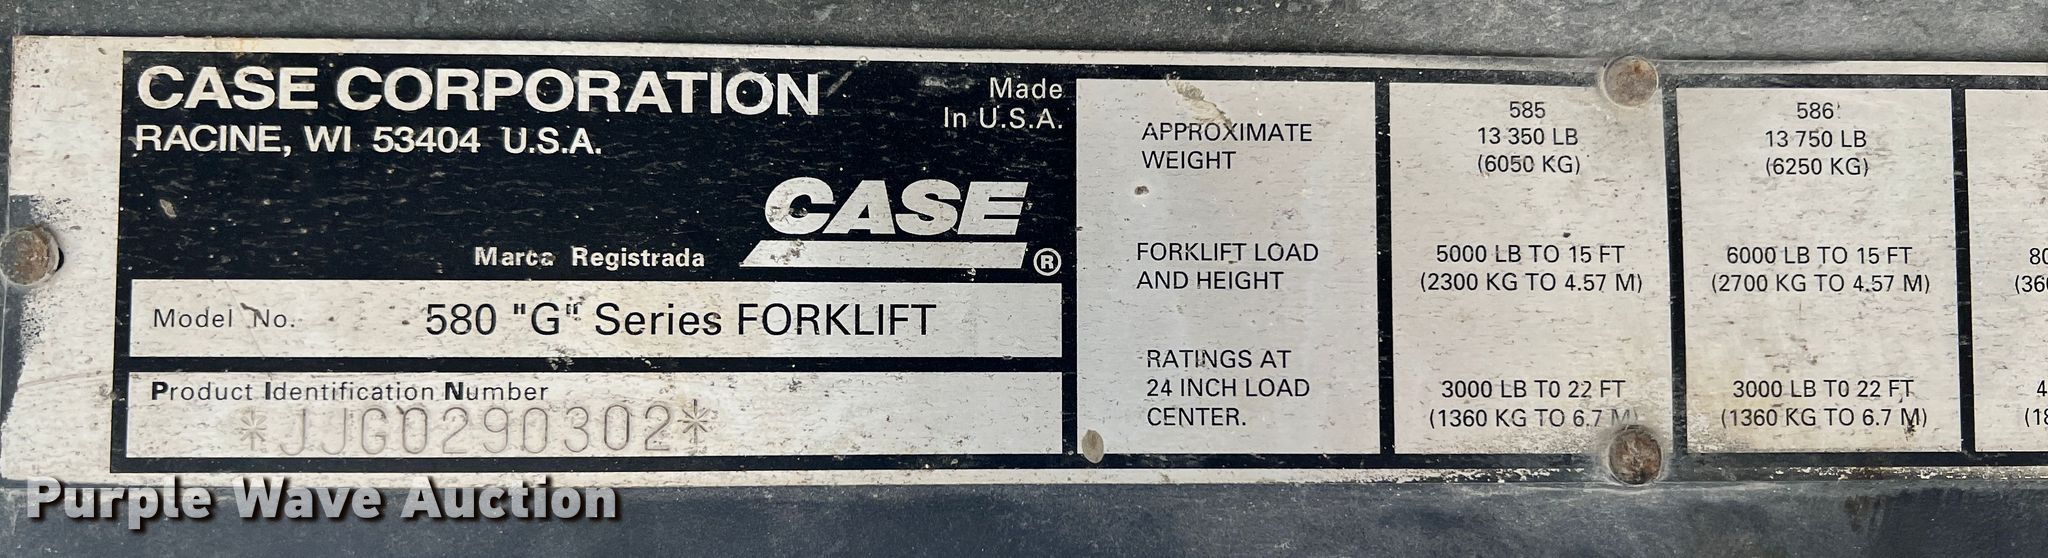 CASE CORPORATION
RACINE, WI 53404 U.S.A.
Made
In U.S.A.
CASE
Marca Registrada ®
Model No. 580 "G" Series FORKLIFT
Product Identification Number
*JJG0290302*
APPROXIMATE
WEIGHT
FORKLIFT LOAD
AND HEIGHT
RATINGS AT
24 INCH LOAD
CENTER.
585
13 350 LB
(6050 KG)
5000 LB TO 15 FT
(2300 KG TO 4.57 M)
3000 LB TO 22 FT
(1360 KG TO 6.7 M)
586
13 750 LB
(6250 KG)
6000 LB TO 15 FT
(2700 KG TO 4.57 M)
3000 LB TO 22 FT
(1360 KG TO 6.7 M)
Purple Wave Auction